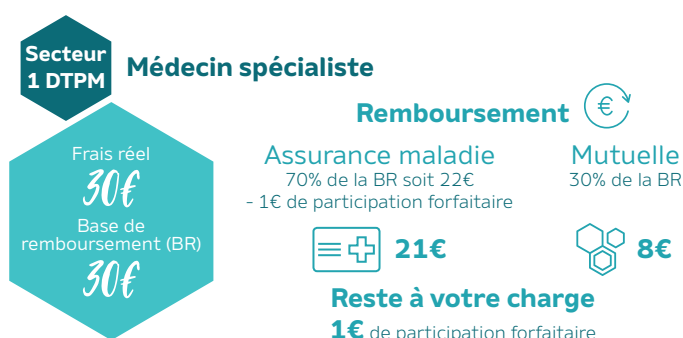 Secteur
1 DTPM
Médecin spécialiste
Frais réel
30€
Base de
remboursement (BR)
30€
Remboursement
€
Assurance maladie
70% de la BR soit 22€
- 1€ de participation forfaitaire
21€
Mutuelle
30% de la BR
8€
Reste à votre charge
1€ de participation forfaitaire